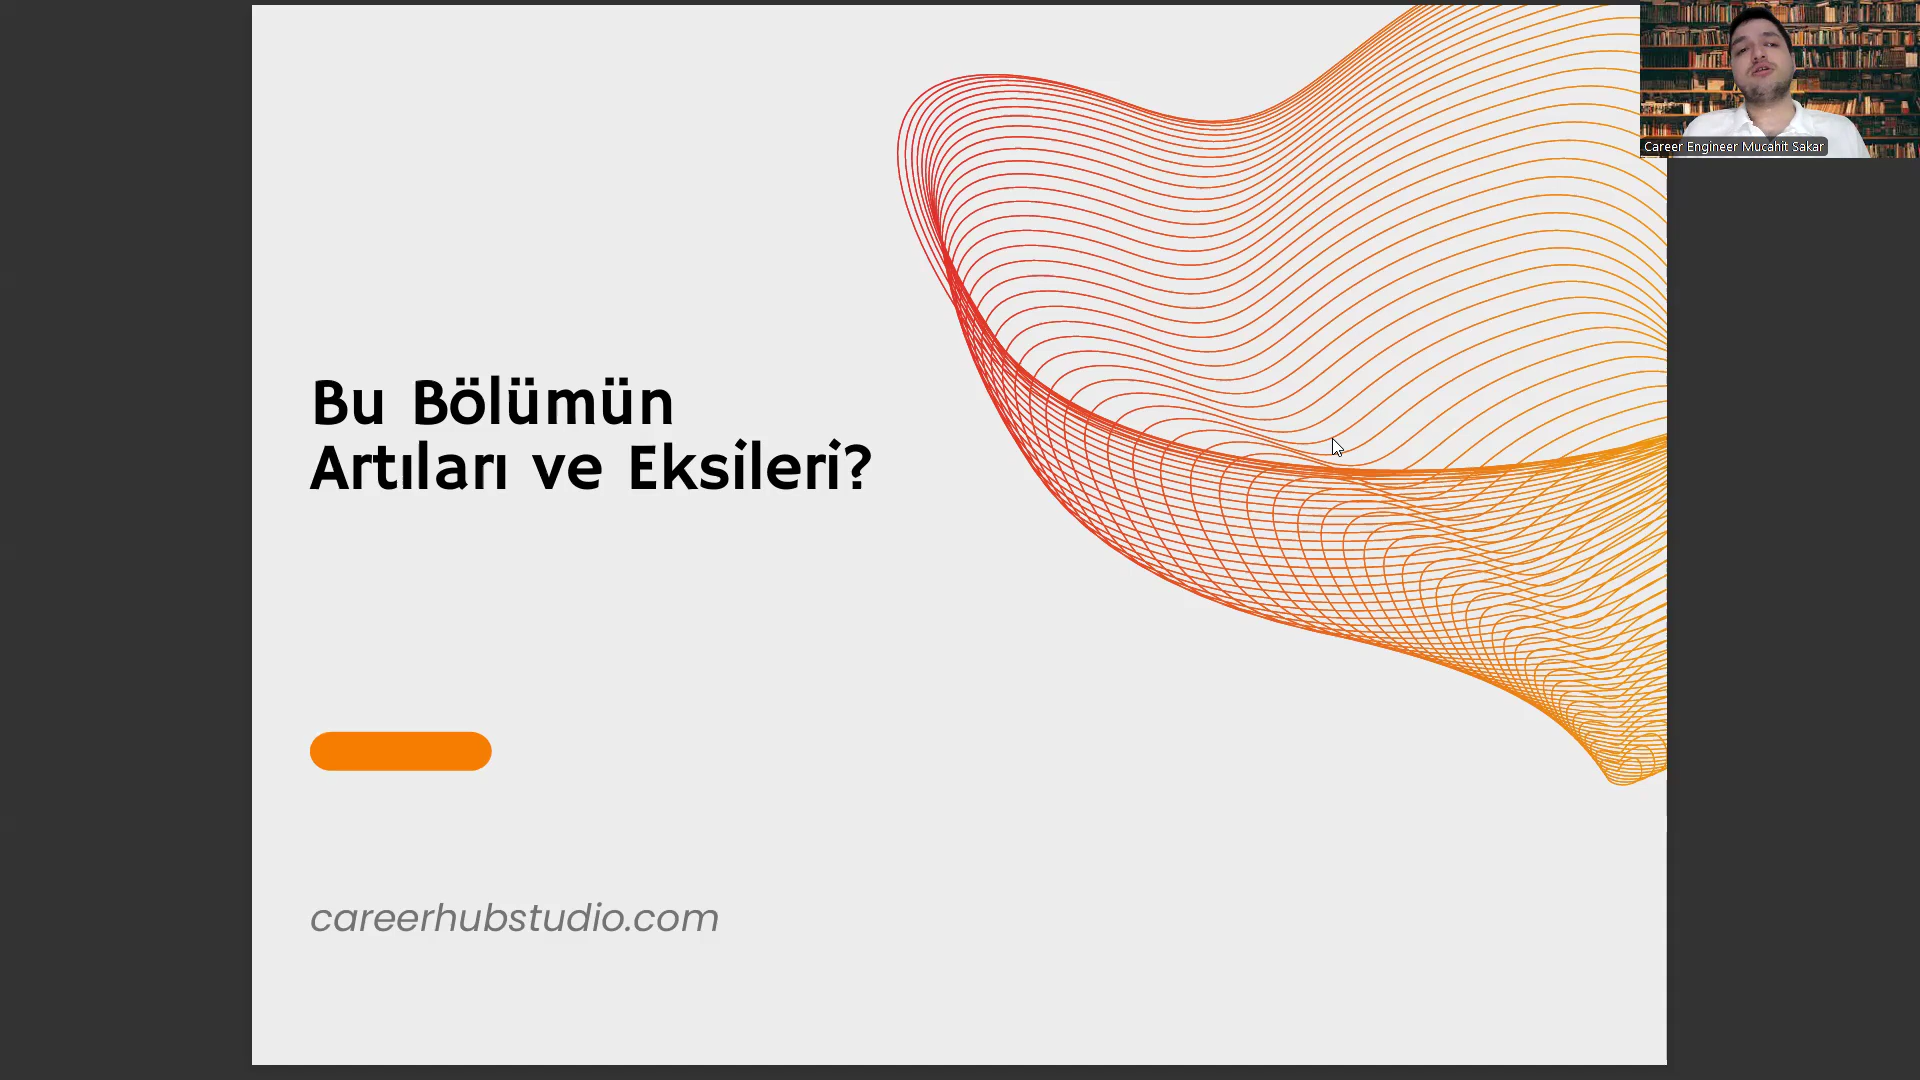 Career Engineer Mucahit Sakar
Bu Bölümün
Artıları ve Eksileri?
careerhubstudio.com